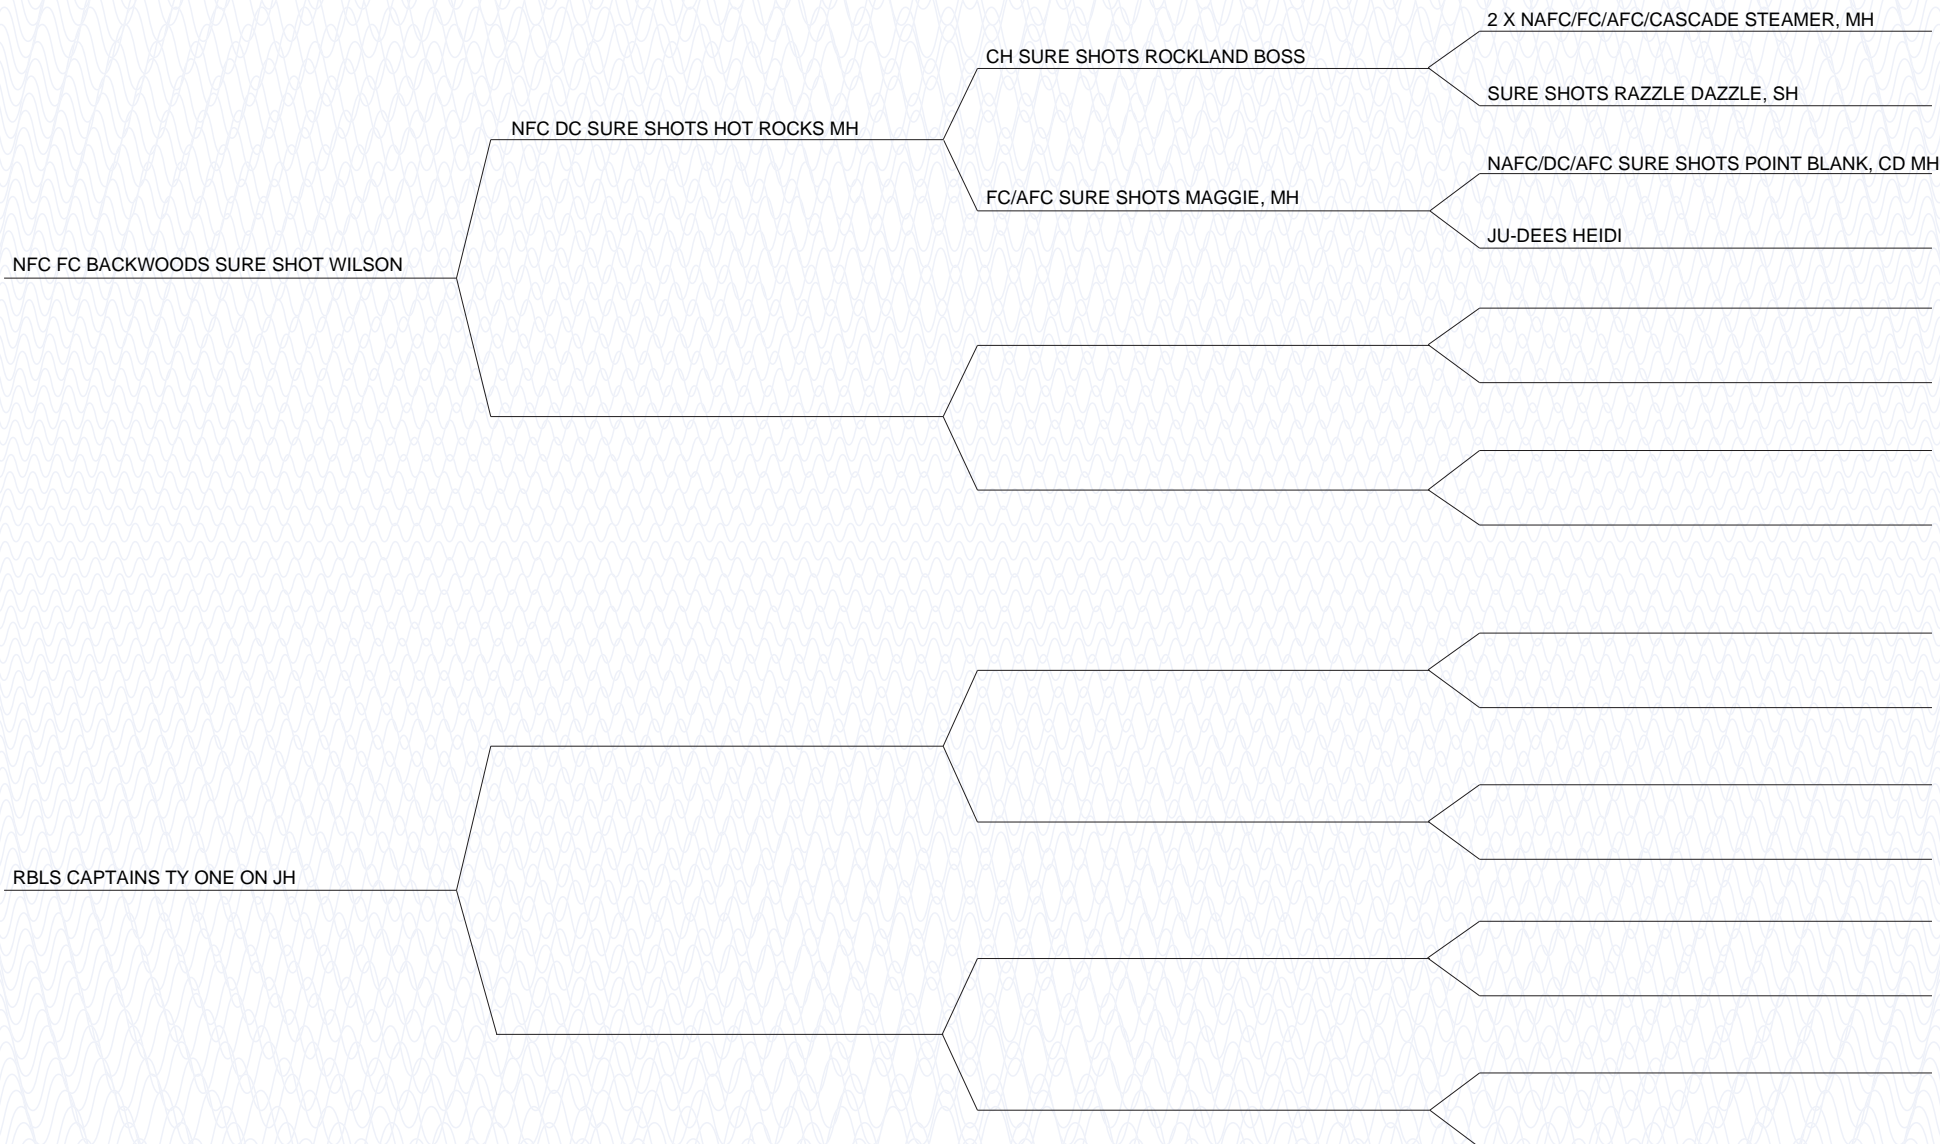 2 X NAFC/FC/AFC/CASCADE STEAMER, MH
CH SURE SHOTS ROCKLAND BOSS
SURE SHOTS RAZZLE DAZZLE, SH
NFC DC SURE SHOTS HOT ROCKS MH
NAFC/DC/AFC SURE SHOTS POINT BLANK, CD MH
FC/AFC SURE SHOTS MAGGIE, MH
JU-DEES HEIDI
NFC FC BACKWOODS SURE SHOT WILSON
RBLS CAPTAINS TY ONE ON JH